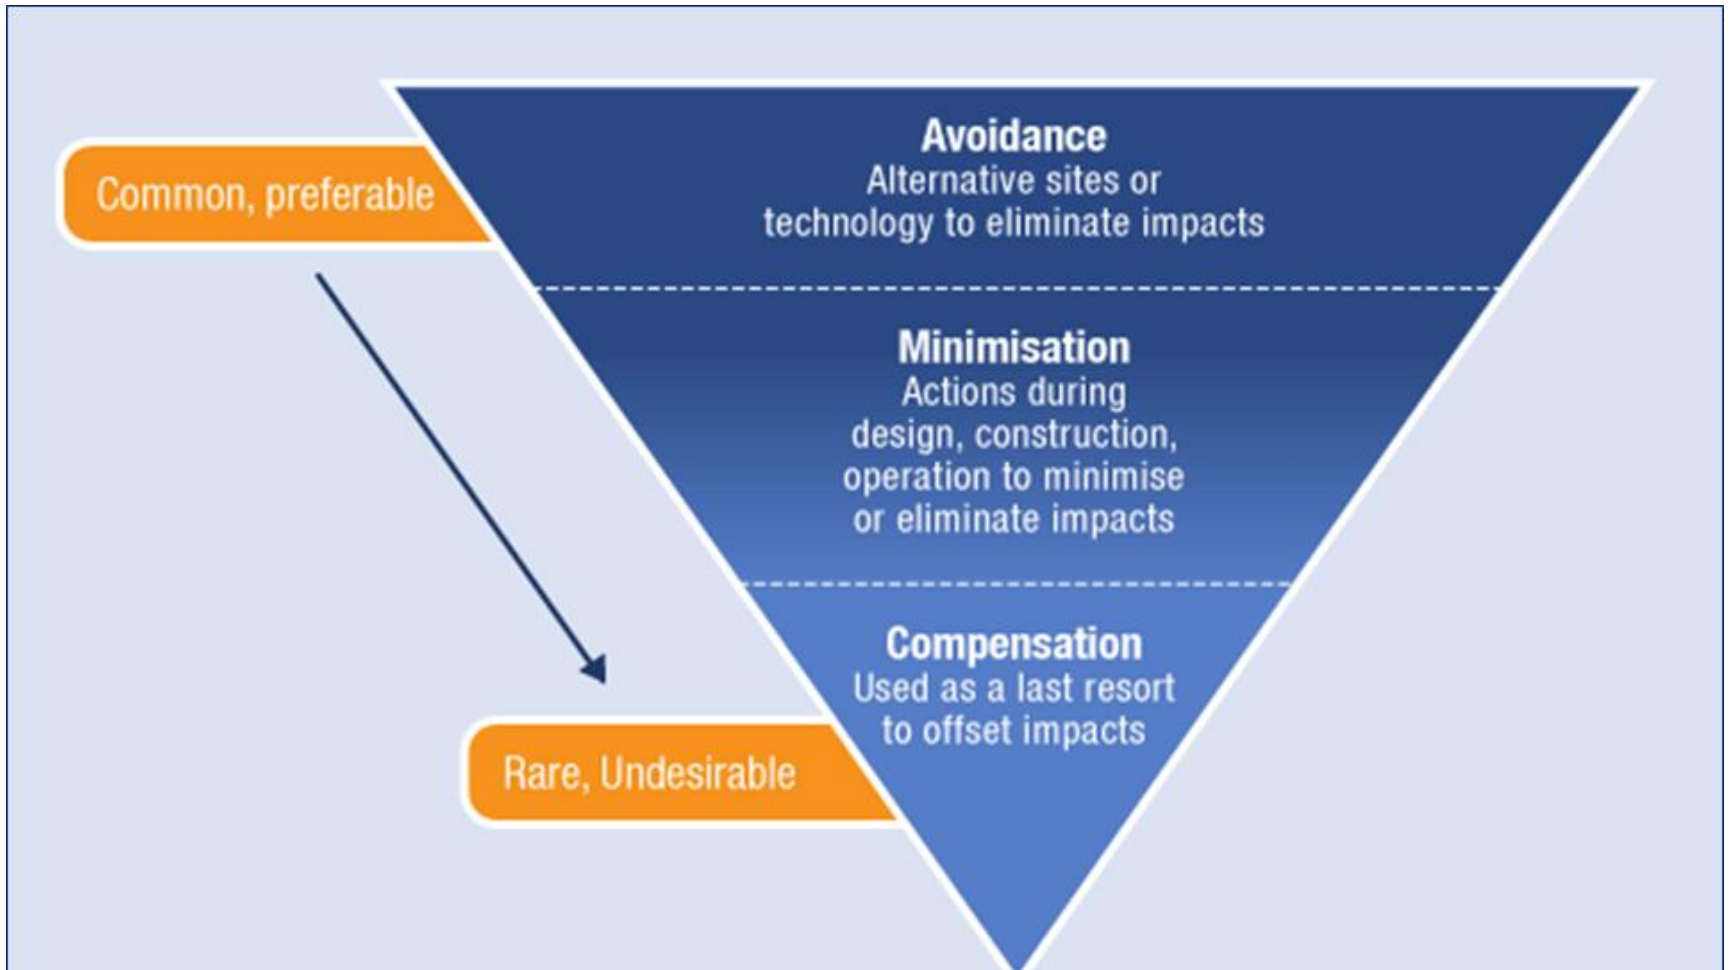 Avoidance
Alternative sites or
technology to eliminate impacts
Common, preferable
Minimisation
Actions during
design, construction,
operation to minimise
or eliminate impacts
Compensation
Used as a last resort
to offset impacts
Rare, Undesirable